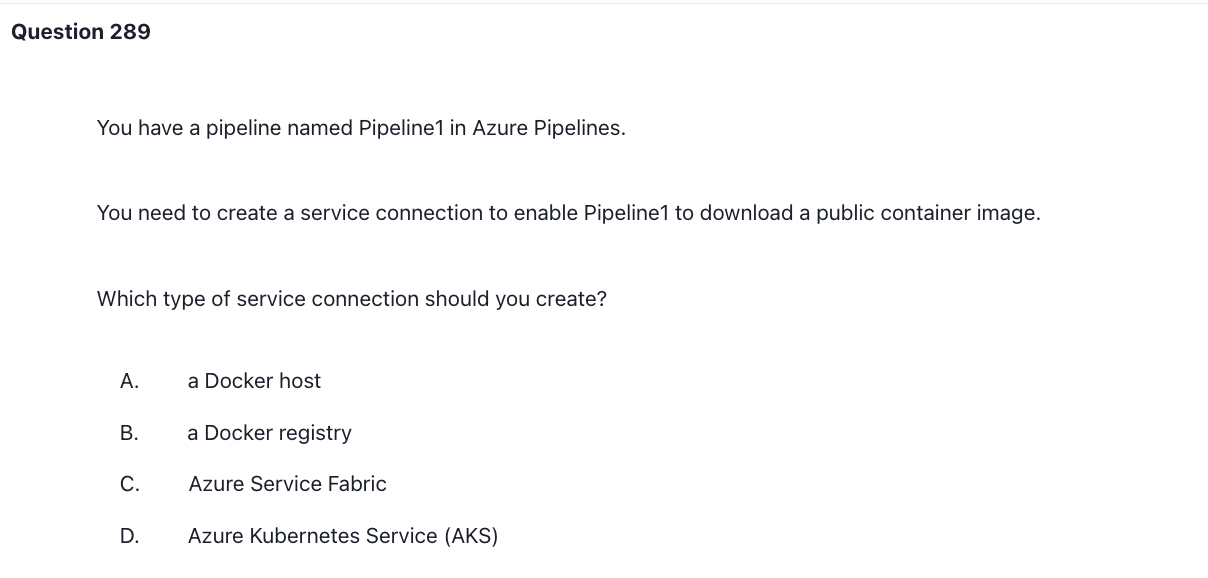 Question 289
You have a pipeline named Pipeline1 in Azure Pipelines.
You need to create a service connection to enable Pipeline1 to download a public container image.
Which type of service connection should you create?
A. a Docker host
B. a Docker registry
C. Azure Service Fabric
D. Azure Kubernetes Service (AKS)